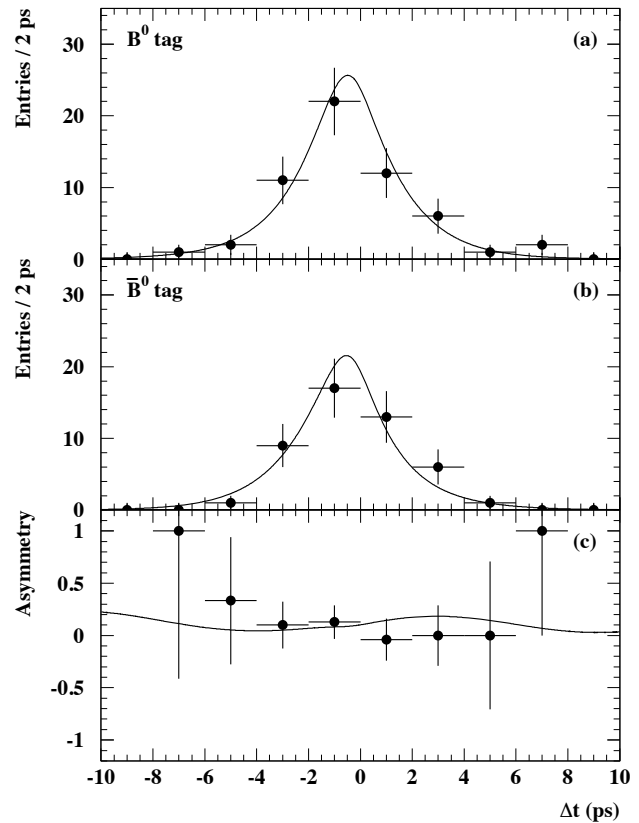 Entries / 2 ps
B⁰ tag
(a)
30
20
10
0
Entries / 2 ps
B̅⁰ tag
(b)
30
20
10
0
Asymmetry
(c)
1
0.5
0
-0.5
-1
-10 -8 -6 -4 -2 0 2 4 6 8 10
Δt (ps)